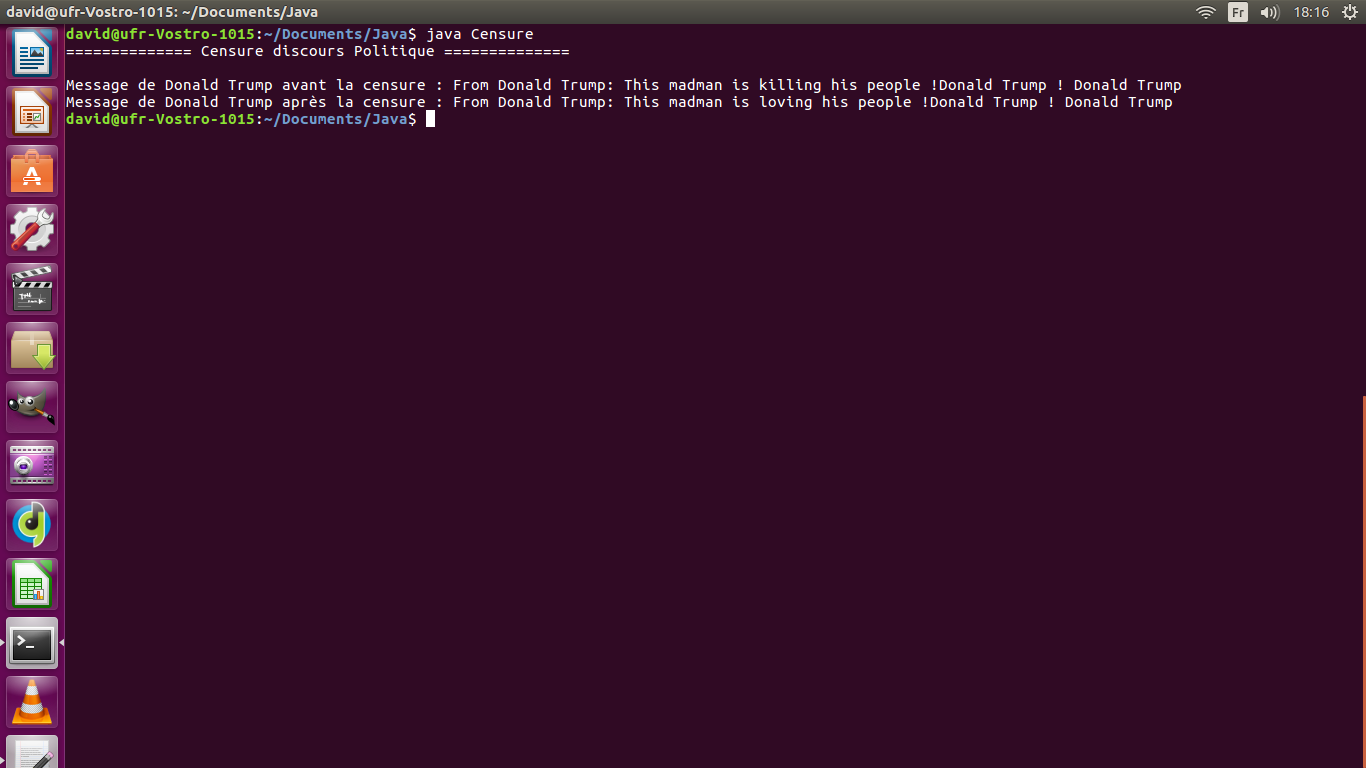 david@ufr-Vostro-1015: ~/Documents/Java
Fr
18:16
david@ufr-Vostro-1015:~/Documents/Java$ java Censure
============== Censure discours Politique ==============
Message de Donald Trump avant la censure : From Donald Trump: This madman is killing his people !Donald Trump ! Donald Trump
Message de Donald Trump après la censure : From Donald Trump: This madman is loving his people !Donald Trump ! Donald Trump
david@ufr-Vostro-1015:~/Documents/Java$